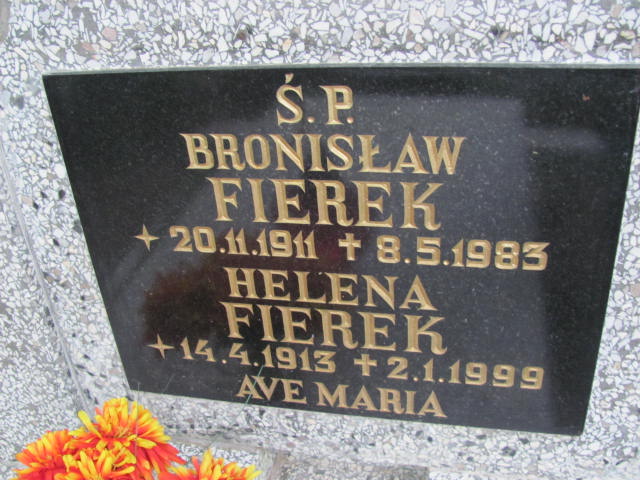 Ś.P.
BRONISŁAW
FIEREK
✦ 20.11.1911 ✝ 8.5.1983
HELENA
FIEREK
✦ 14.4.1913 ✝ 2.1.1999
AVE MARIA